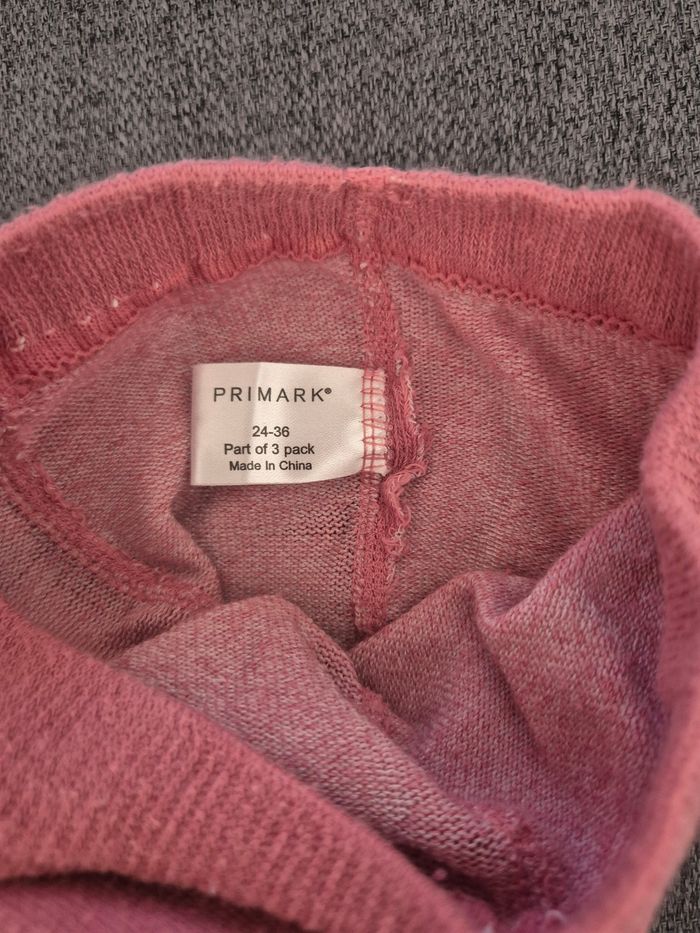 PRIMARK®
24-36
Part of 3 pack
Made In China